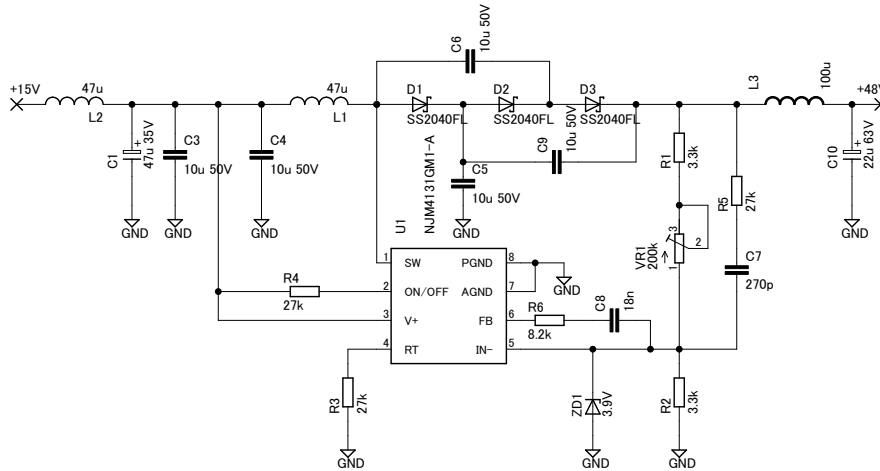 C6
10u 50V
+15V
47u
L2
47u
L1
D1
SS2040FL
D2
SS2040FL
D3
SS2040FL
L3
100u
+48V
C1
47u 35V
+
C3
10u 50V
C4
10u 50V
C5
10u 50V
C9
10u 50V
R1
3.3k
R5
27k
C10
22u 63V
+
GND
GND
GND
GND
GND
U1
NJM4131GM1-A
VR1
200k
3
2
1
C7
270p
1
SW
PGND
8
GND
R4
27k
2
ON/OFF
AGND
7
3
V+
FB
6
R6
8.2k
C8
18n
4
RT
IN-
5
R3
27k
ZD1
3.9V
R2
3.3k
GND
GND
GND